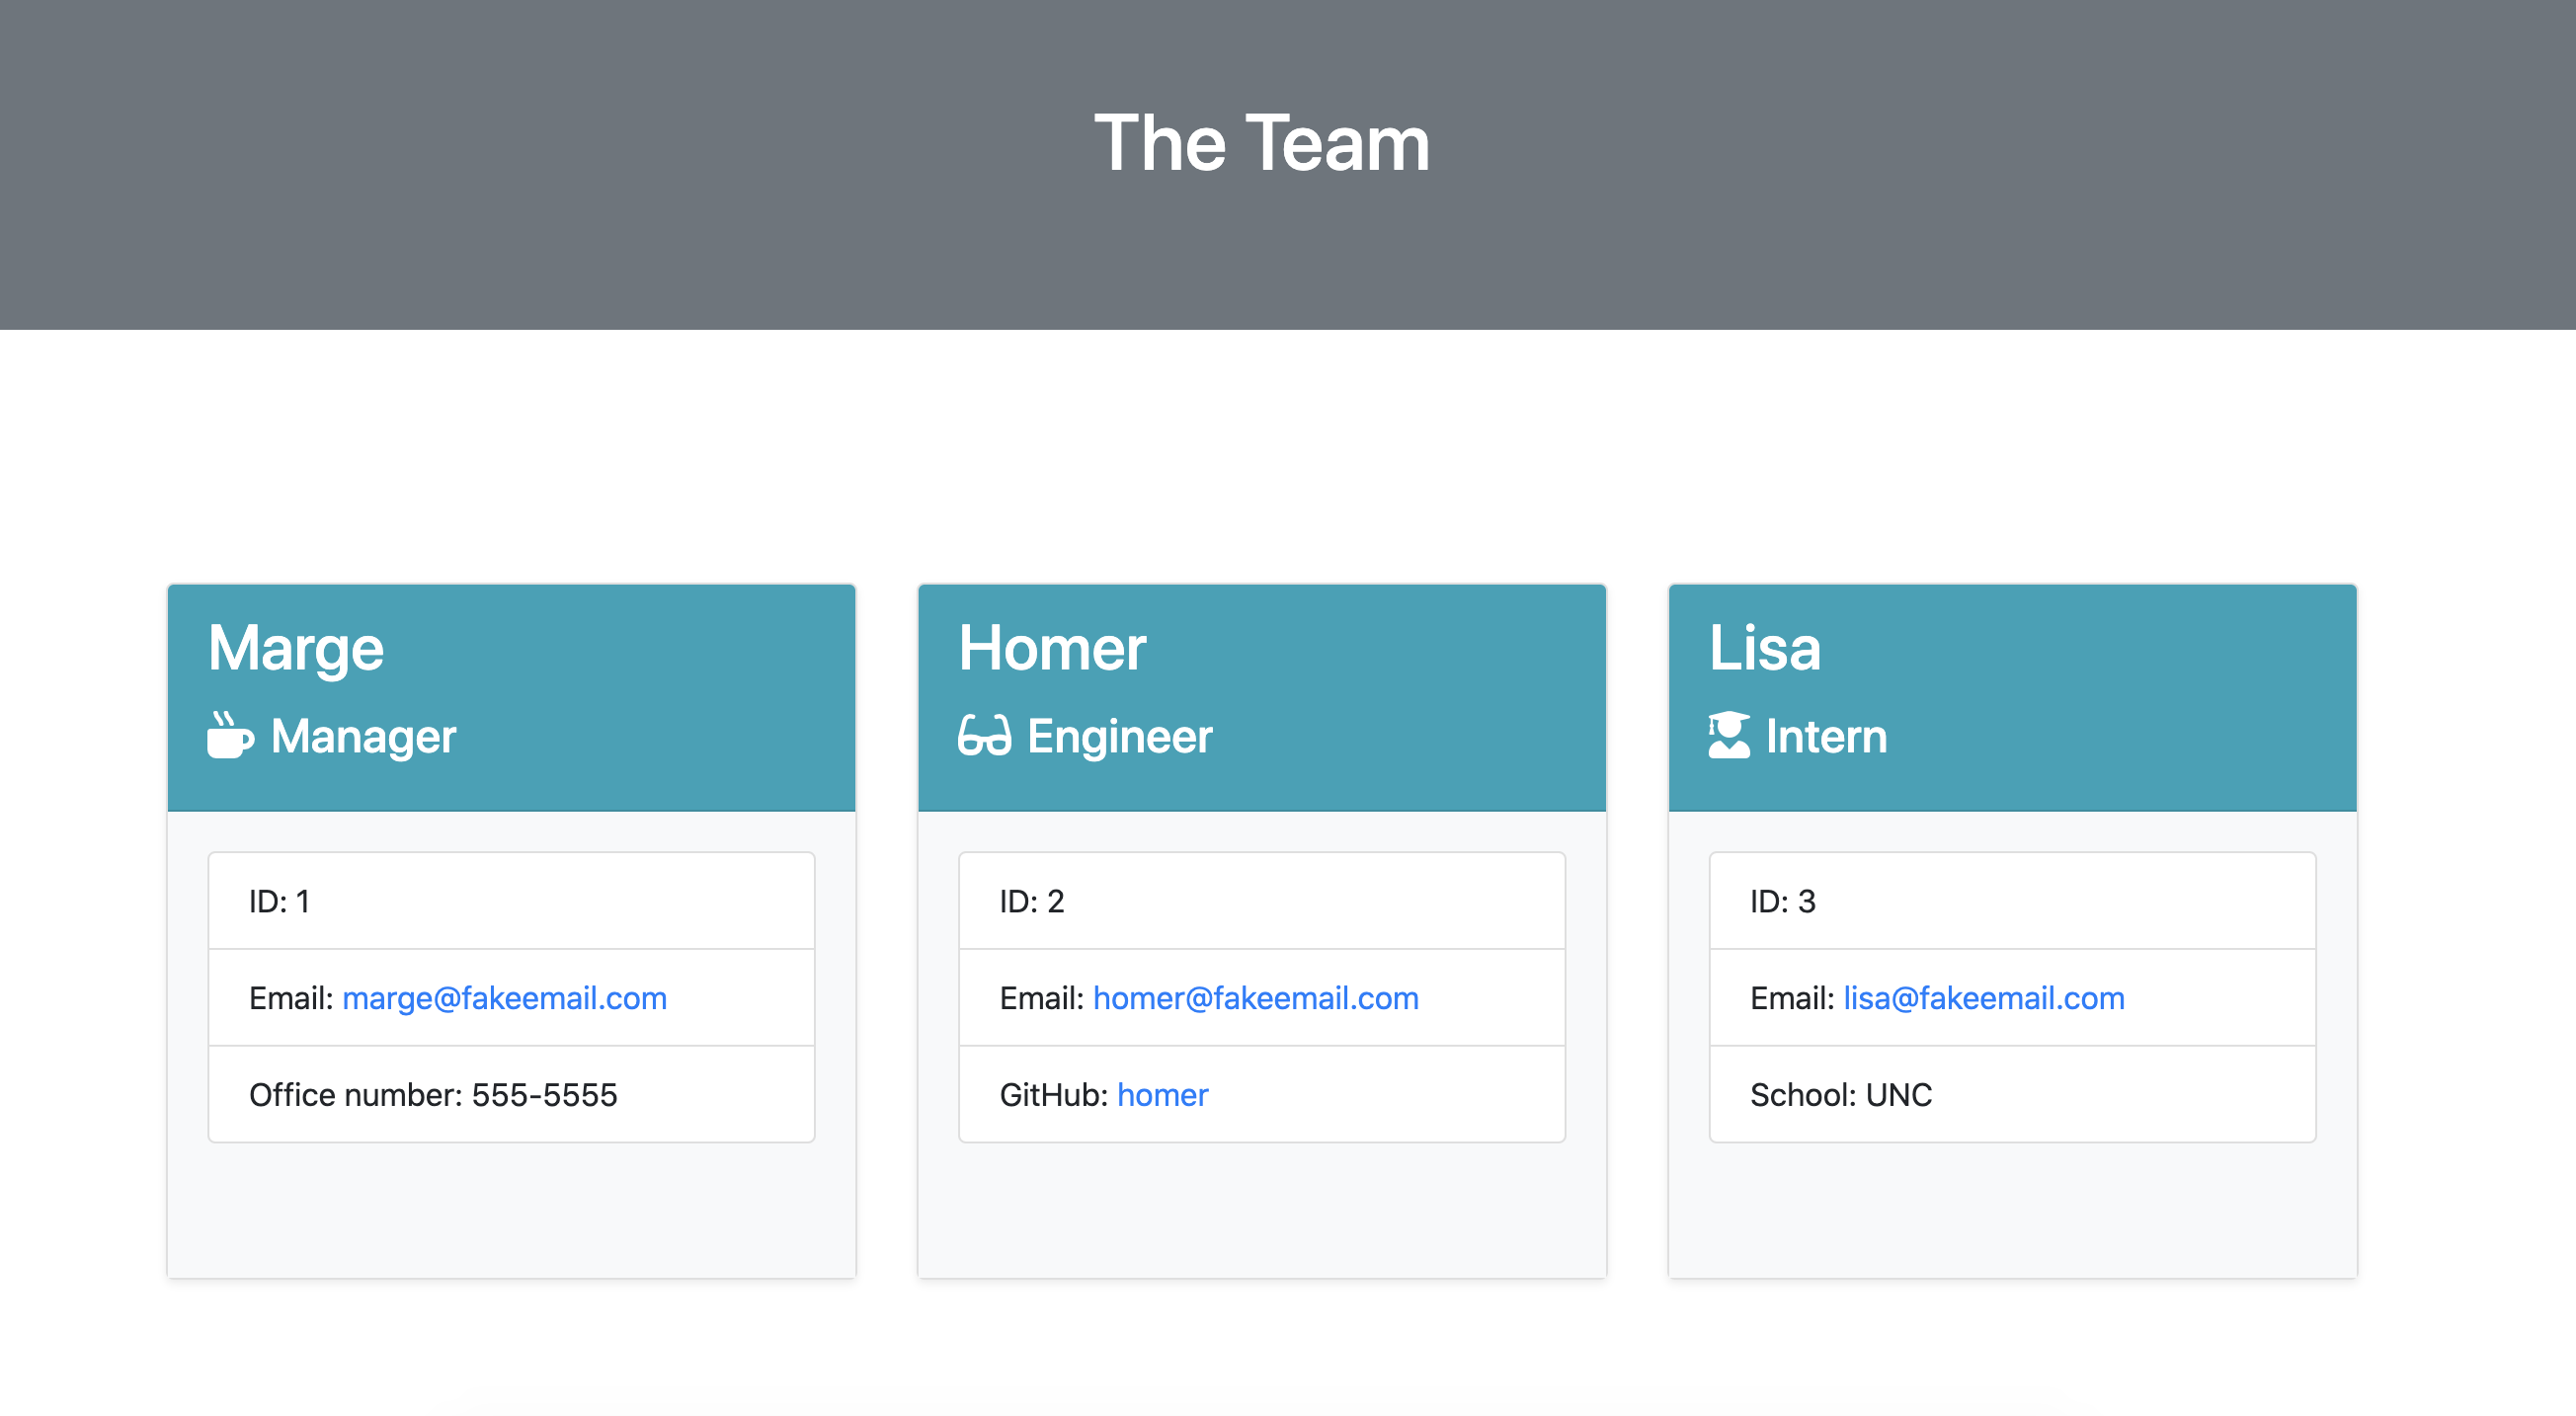 The Team
Marge
Manager
ID: 1
Email: marge@fakeemail.com
Office number: 555-5555
Homer
Engineer
ID: 2
Email: homer@fakeemail.com
GitHub: homer
Lisa
Intern
ID: 3
Email: lisa@fakeemail.com
School: UNC